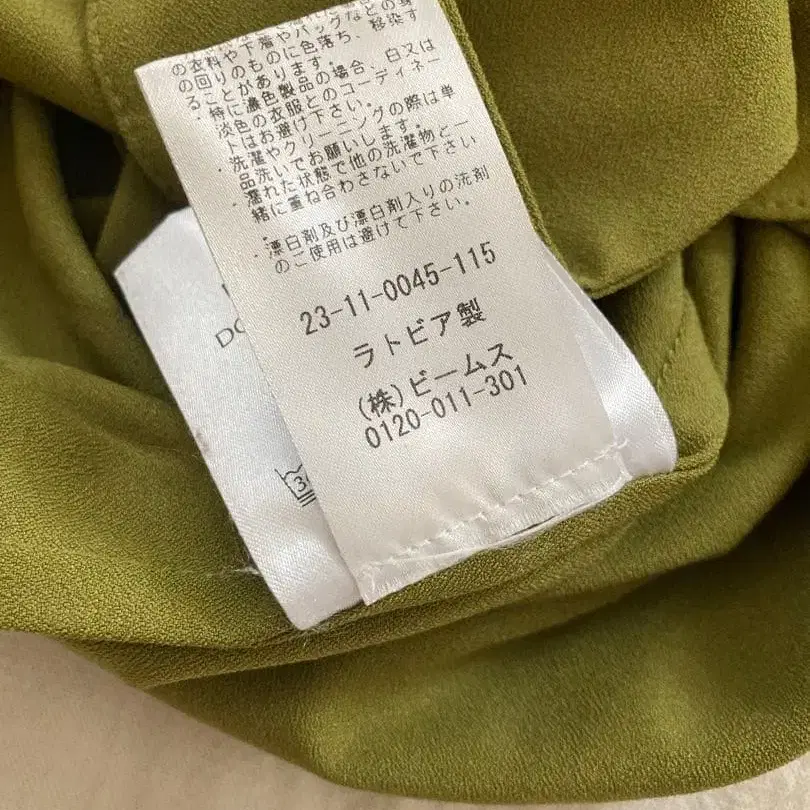 の衣料や下着やバッグなどの身
の回りのものに色落ち、移染す
ることがあります。
・特に濃色製品の場合、白又は
淡色の衣服とのコーディネー
トはお避け下さい。
・洗濯やクリーニングの際は単
品洗いでお願いします。
・濡れた状態で他の洗濯物と一
緒に重ね合わさないで下さい
・漂白剤及び漂白剤入りの洗剤
のご使用は避けて下さい。
23-11-0045-115
ラトビア製
(株)ビームス
0120-011-301
DO
30